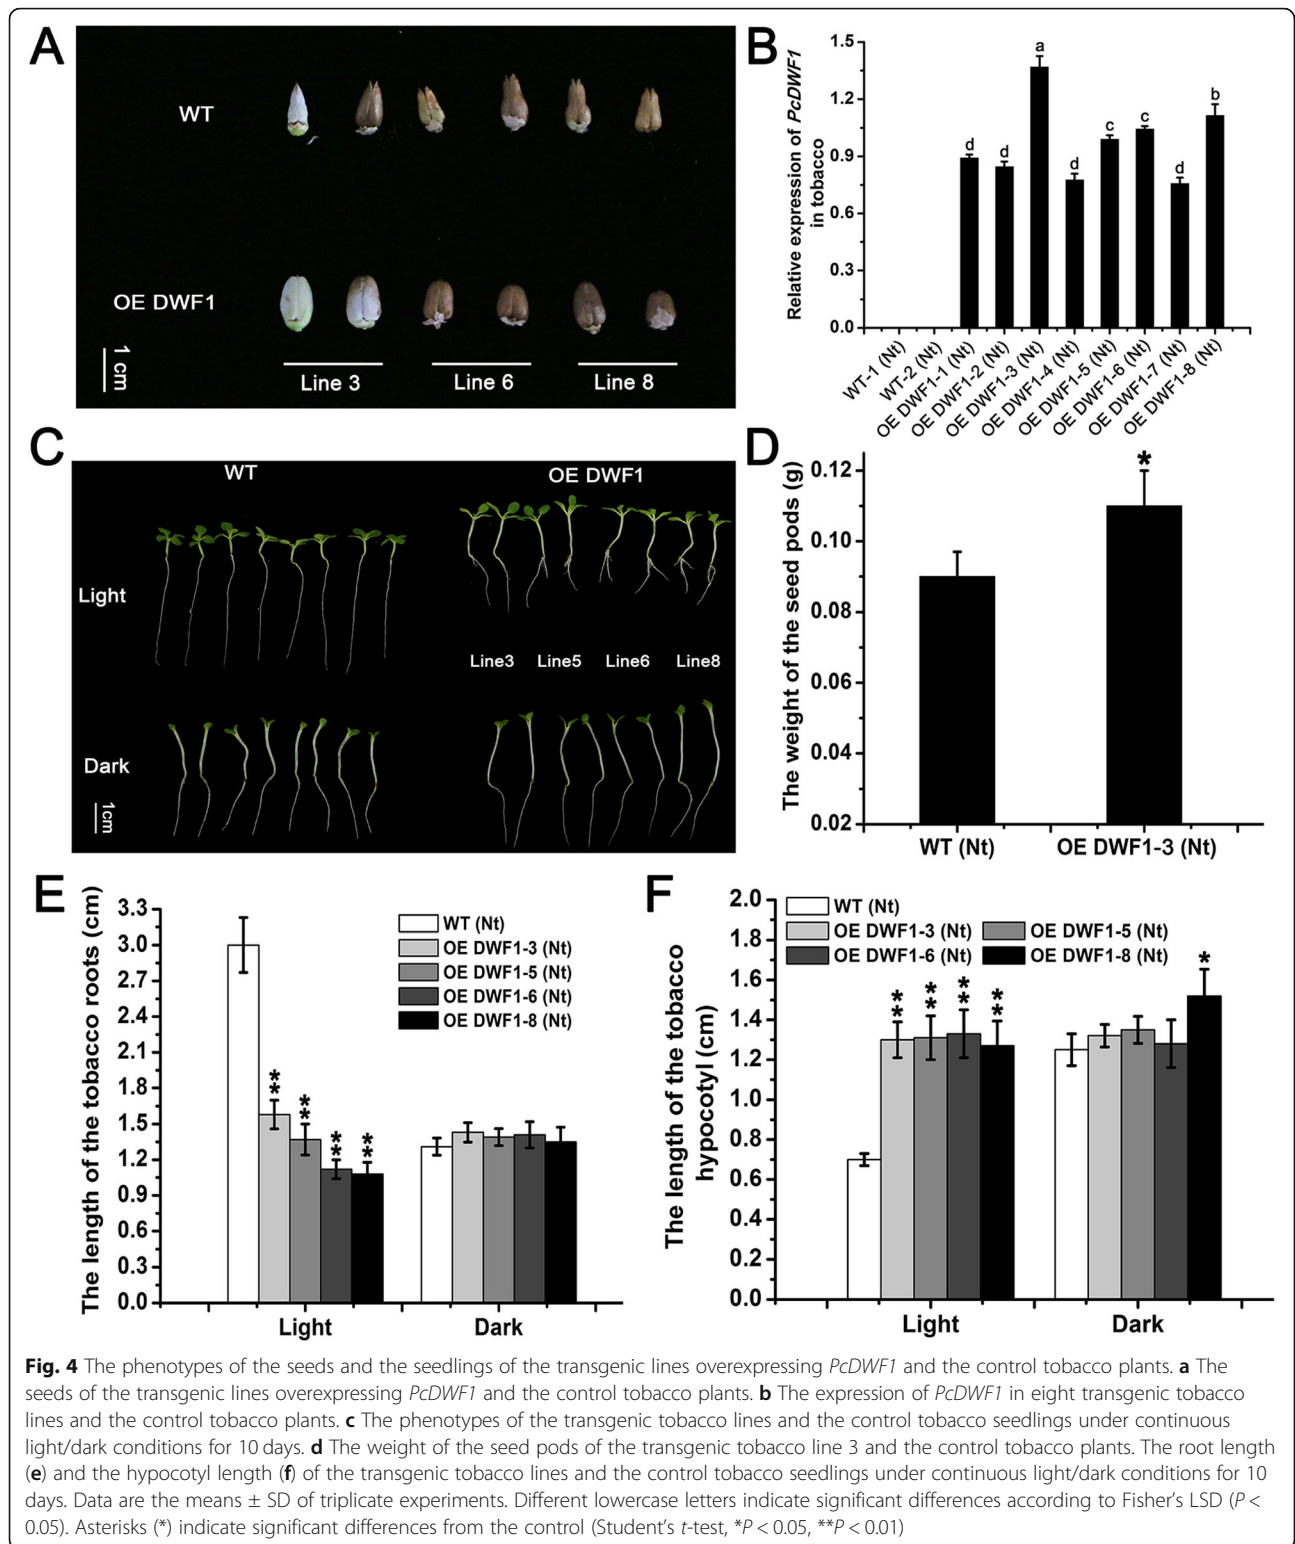 A
WT
OE DWF1
1 cm
Line 3
Line 6
Line 8
B
Relative expression of PcDWF1
in tobacco
1.5
1.2
0.9
0.6
0.3
0.0
a
b
c
c
d
d
d
d
WT-1 (Nt)
WT-2 (Nt)
OE DWF1-1 (Nt)
OE DWF1-2 (Nt)
OE DWF1-3 (Nt)
OE DWF1-4 (Nt)
OE DWF1-5 (Nt)
OE DWF1-6 (Nt)
OE DWF1-7 (Nt)
OE DWF1-8 (Nt)
C
WT
OE DWF1
Light
Line3
Line5
Line6
Line8
Dark
1cm
D
The weight of the seed pods (g)
0.12
0.10
0.08
0.06
0.04
0.02
*
WT (Nt)
OE DWF1-3 (Nt)
E
The length of the tobacco roots (cm)
3.3
3.0
2.7
2.4
2.1
1.8
1.5
1.2
0.9
0.6
0.3
0.0
WT (Nt)
OE DWF1-3 (Nt)
OE DWF1-5 (Nt)
OE DWF1-6 (Nt)
OE DWF1-8 (Nt)
**
**
**
**
Light
Dark
F
The length of the tobacco
hypocotyl (cm)
2.0
1.8
1.6
1.4
1.2
1.0
0.8
0.6
0.4
0.2
0.0
WT (Nt)
OE DWF1-3 (Nt)
OE DWF1-5 (Nt)
OE DWF1-6 (Nt)
OE DWF1-8 (Nt)
**
**
**
**
*
Light
Dark
Fig. 4 The phenotypes of the seeds and the seedlings of the transgenic lines overexpressing PcDWF1 and the control tobacco plants. a The
seeds of the transgenic lines overexpressing PcDWF1 and the control tobacco plants. b The expression of PcDWF1 in eight transgenic tobacco
lines and the control tobacco plants. c The phenotypes of the transgenic tobacco lines and the control tobacco seedlings under continuous
light/dark conditions for 10 days. d The weight of the seed pods of the transgenic tobacco line 3 and the control tobacco plants. The root length
(e) and the hypocotyl length (f) of the transgenic tobacco lines and the control tobacco seedlings under continuous light/dark conditions for 10
days. Data are the means ± SD of triplicate experiments. Different lowercase letters indicate significant differences according to Fisher's LSD (P <
0.05). Asterisks (*) indicate significant differences from the control (Student's t-test, *P < 0.05, **P < 0.01)